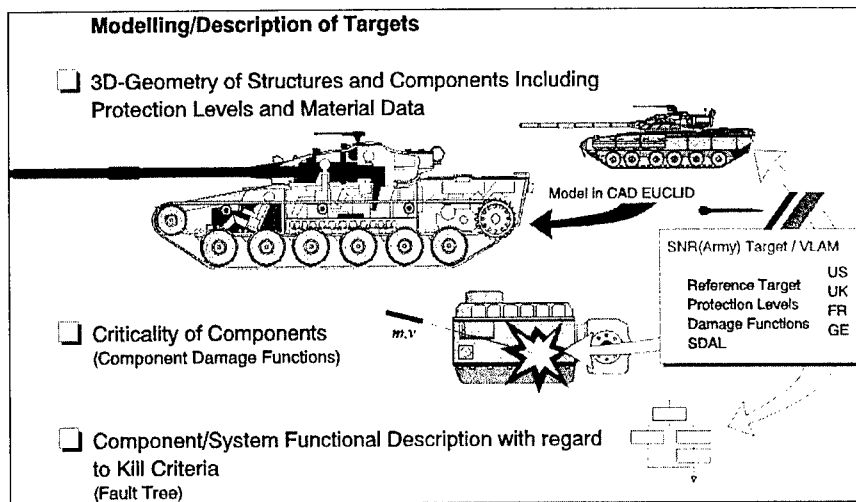 Modelling/Description of Targets
3D-Geometry of Structures and Components Including
Protection Levels and Material Data
Model in CAD EUCLID
SNR(Army) Target / VLAM
Reference Target
Protection Levels
Damage Functions
SDAL
US
UK
FR
GE
Criticality of Components
(Component Damage Functions)
m,v
Component/System Functional Description with regard
to Kill Criteria
(Fault Tree)